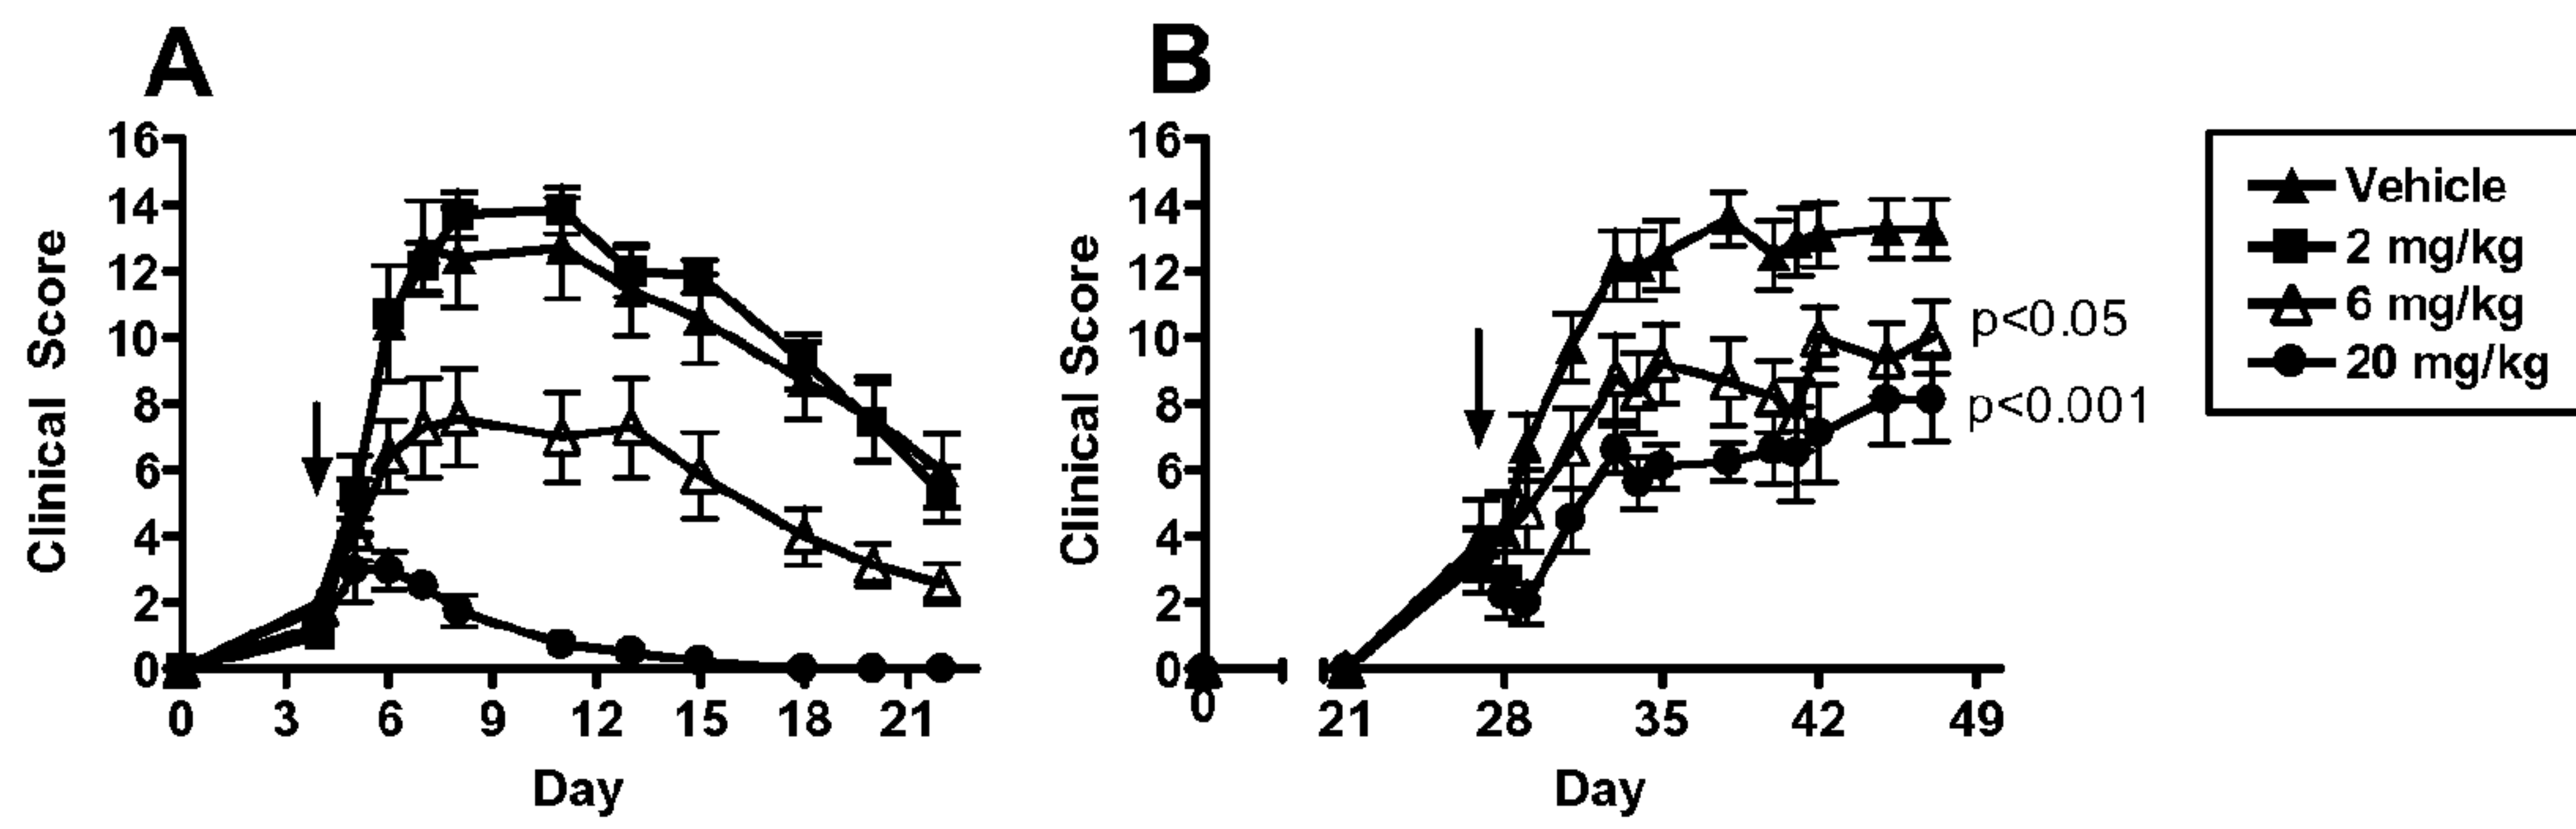 A
Clinical Score
16
14
12
10
8
6
4
2
0
0 3 6 9 12 15 18 21
Day
B
Clinical Score
16
14
12
10
8
6
4
2
0
0 21 28 35 42 49
Day
p<0.05
p<0.001
Vehicle
2 mg/kg
6 mg/kg
20 mg/kg